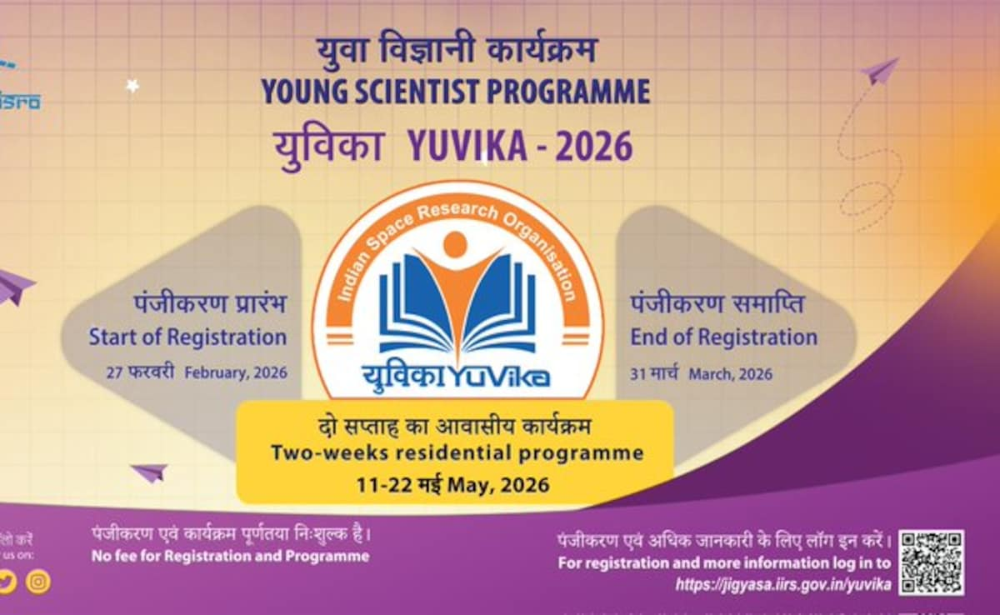 युवा विज्ञानी कार्यक्रम
YOUNG SCIENTIST PROGRAMME
युविका YUVIKA - 2026
isro
Indian Space Research Organisation
युविका YUVika
पंजीकरण प्रारंभ
Start of Registration
27 फरवरी February, 2026
पंजीकरण समाप्ति
End of Registration
31 मार्च March, 2026
दो सप्ताह का आवासीय कार्यक्रम
Two-weeks residential programme
11-22 मई May, 2026
करें
us on:
पंजीकरण एवं कार्यक्रम पूर्णतया निःशुल्क है।
No fee for Registration and Programme
पंजीकरण एवं अधिक जानकारी के लिए लॉग इन करें।
For registration and more information log in to
https://jigyasa.iirs.gov.in/yuvika